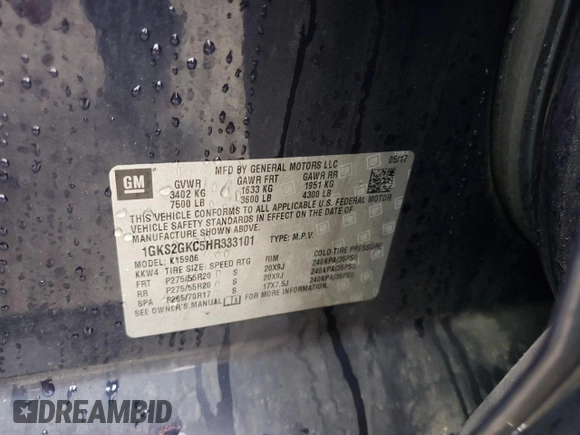 MFD BY GENERAL MOTORS LLC
05/17
GM
GVWR GAWR FRT GAWR RR
3402 KG 1633 KG 1951 KG
7500 LB 3600 LB 4300 LB
THIS VEHICLE CONFORMS TO ALL APPLICABLE U.S. FEDERAL MOTOR
VEHICLE SAFETY STANDARDS IN EFFECT ON THE DATE OF
MANUFACTURE SHOWN ABOVE.
1GKS2GKC5HR333101 TYPE: M.P.V.
MODEL: K15906
KKW4 TIRE SIZE: SPEED RTG RIM COLD TIRE PRESSURE
FRT P275/55R20 S 20X9J 240KPA(35PSI)
RR P275/55R20 S 20X9J 240KPA(35PSI)
SPA P265/70R17 S 17X7.5J 240KPA(35PSI)
SEE OWNER'S MANUAL FOR MORE INFORMATION.
DREAMBID